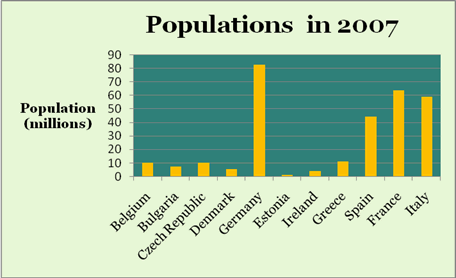 Populations in 2007
Population
(millions)
90
80
70
60
50
40
30
20
10
0
Belgium
Bulgaria
Czech Republic
Denmark
Germany
Estonia
Ireland
Greece
Spain
France
Italy